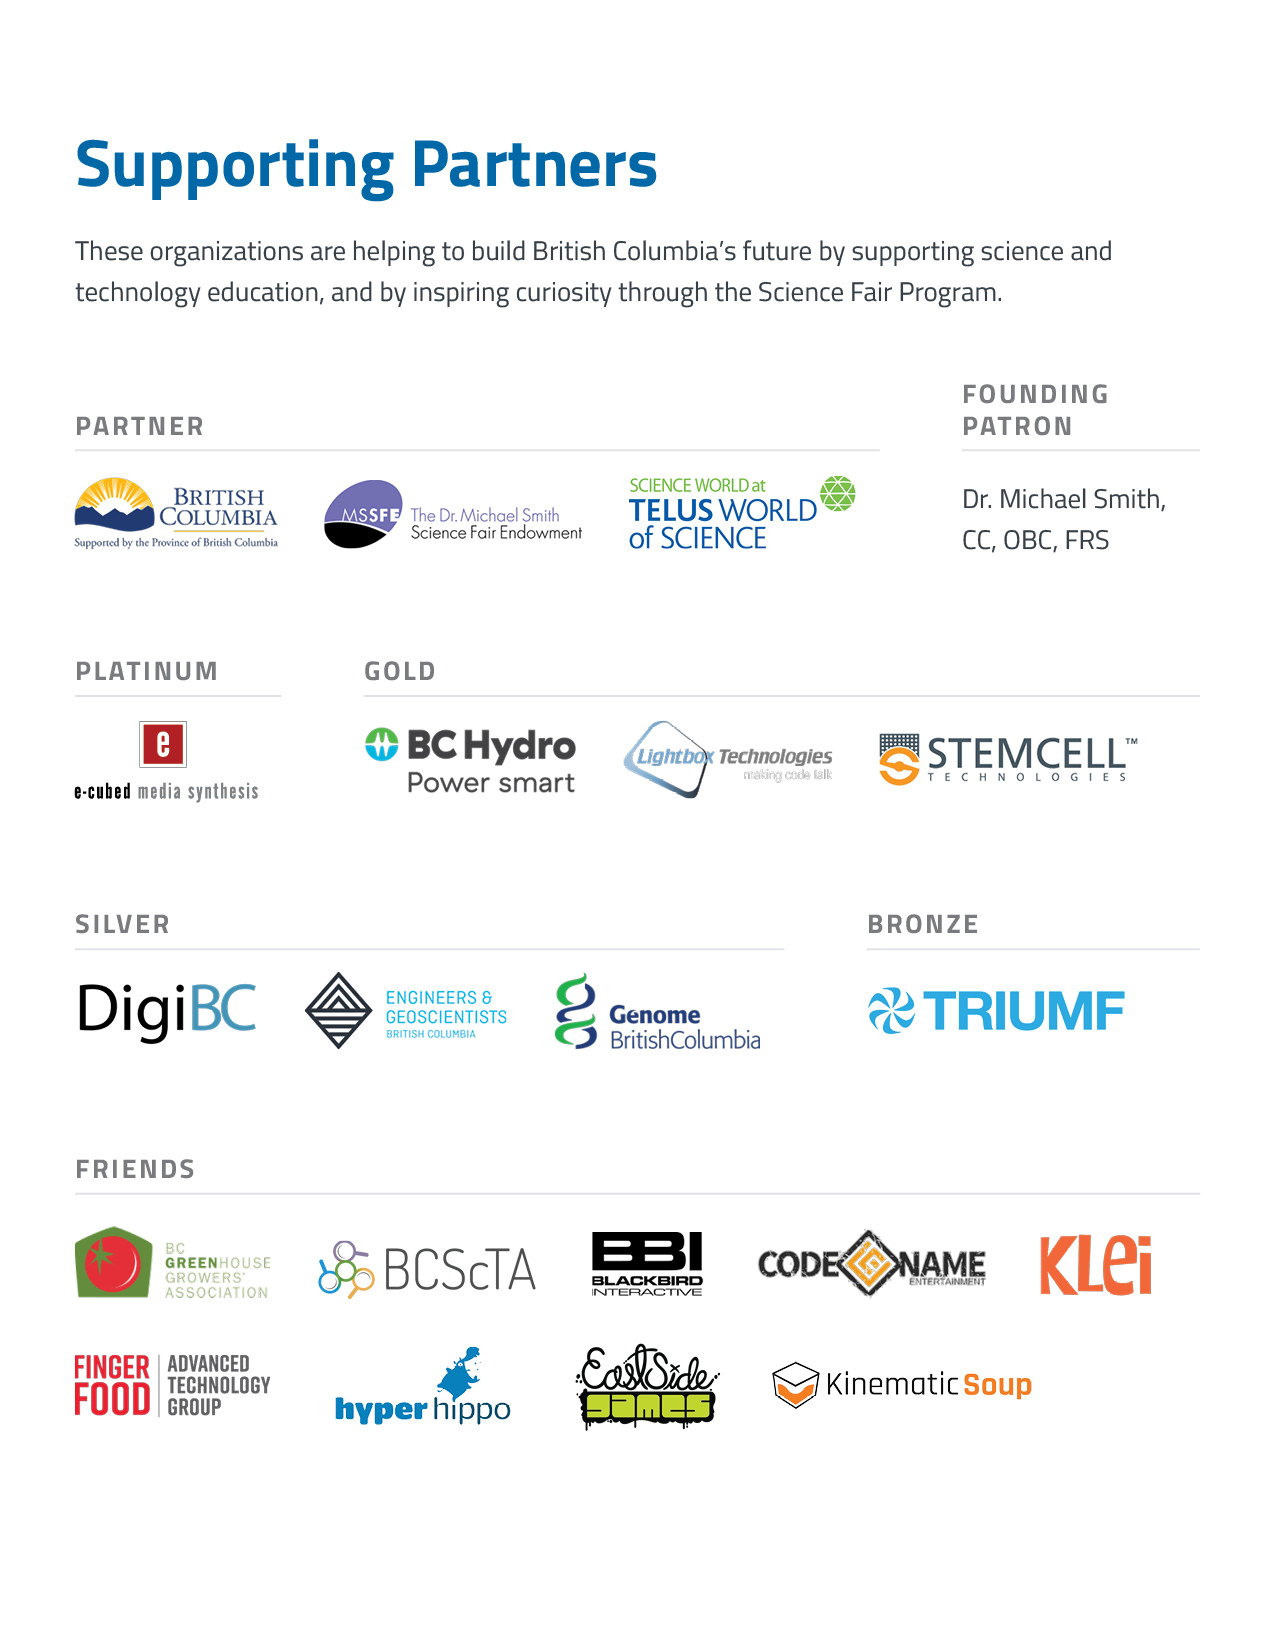 Supporting Partners
These organizations are helping to build British Columbia’s future by supporting science and
technology education, and by inspiring curiosity through the Science Fair Program.
PARTNER
BRITISH
COLUMBIA
Supported by the Province of British Columbia
MSSFE
The Dr. Michael Smith
Science Fair Endowment
SCIENCE WORLD at
TELUS WORLD
of SCIENCE
FOUNDING
PATRON
Dr. Michael Smith,
CC, OBC, FRS
PLATINUM
e
e-cubed media synthesis
GOLD
BC Hydro
Power smart
Lightbox Technologies
making code talk
STEMCELL™
TECHNOLOGIES
SILVER
DigiBC
ENGINEERS &
GEOSCIENTISTS
BRITISH COLUMBIA
Genome
BritishColumbia
BRONZE
TRIUMF
FRIENDS
BC
GREENHOUSE
GROWERS'
ASSOCIATION
BCScTA
BBI
BLACKBIRD
INTERACTIVE
CODENAME
ENTERTAINMENT
KLei
FINGER
FOOD
ADVANCED
TECHNOLOGY
GROUP
hyper hippo
EastSide
games
Kinematic Soup